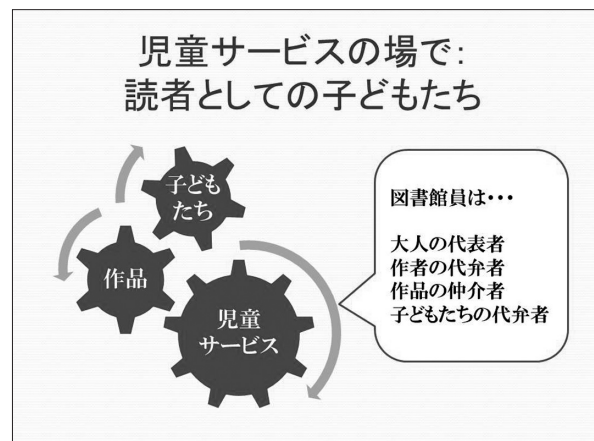 児童サービスの場で:
読者としての子どもたち
子ども
たち
作品
児童
サービス
図書館員は・・・
大人の代表者
作者の代弁者
作品の仲介者
子どもたちの代弁者